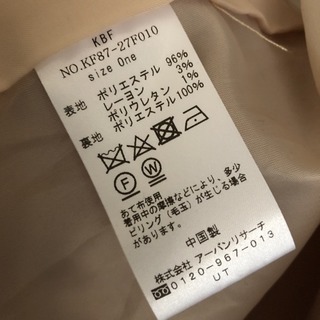 KBF
NO.KF87-27F010
size One
表地 ポリエステル 96%
レーヨン 3%
ポリウレタン 1%
裏地 ポリエステル 100%
F W
あて布使用
着用中の摩擦などにより、多少
ピリング(毛玉)が生じる場合
があります。
中国製
株式会社 アーバンリサーチ
0120-967-013
UT